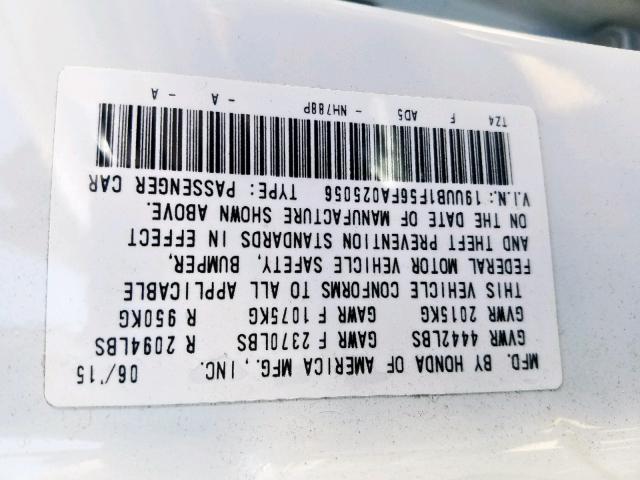 MFD. BY HONDA OF AMERICA MFG., INC. 06/'15
GVWR 4442LBS GAWR F 2370LBS R 2094LBS
GVWR 2015KG GAWR F 1075KG R 950KG
THIS VEHICLE CONFORMS TO ALL APPLICABLE
FEDERAL MOTOR VEHICLE SAFETY, BUMPER,
AND THEFT PREVENTION STANDARDS IN EFFECT
ON THE DATE OF MANUFACTURE SHOWN ABOVE.
V.I.N.: 19UUB1F56FA025056 TYPE: PASSENGER CAR
TZ4 F AD5 - NH788P - A - A